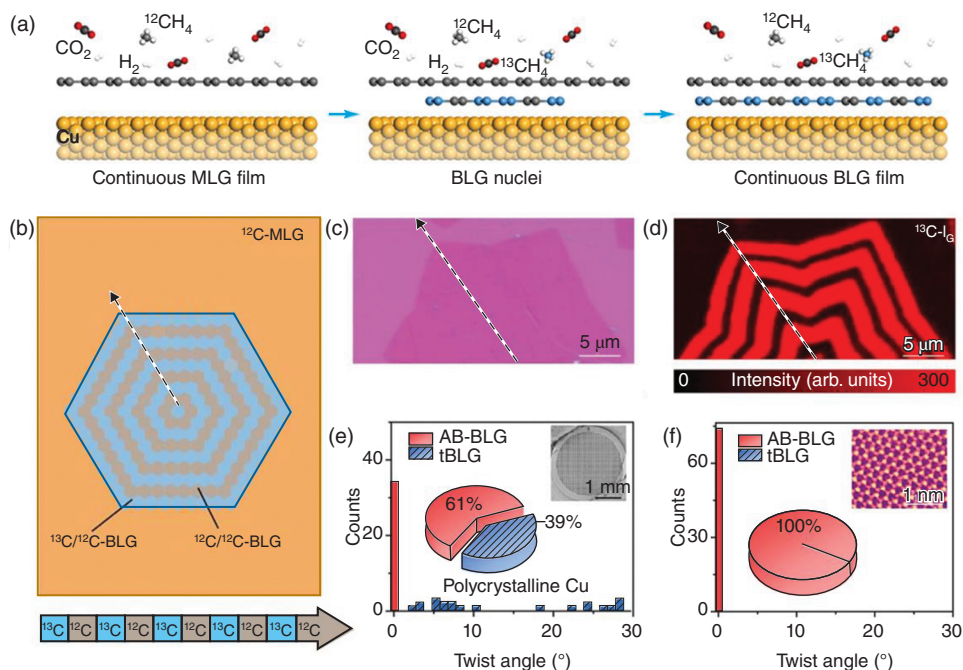 (a)
CO₂ H₂ ¹²CH₄
Cu
Continuous MLG film
CO₂ H₂ ¹²CH₄ ¹³CH₄
BLG nuclei
CO₂ H₂ ¹²CH₄ ¹³CH₄
Continuous BLG film
(b)
¹²C-MLG
¹³C/¹²C-BLG
¹²C/¹²C-BLG
¹³C ¹²C ¹³C ¹²C ¹³C ¹²C ¹³C ¹²C ¹³C ¹²C
(c)
5 μm
(d)
¹³C-I_G
5 μm
0 Intensity (arb. units) 300
(e)
AB-BLG
tBLG
1 mm
61%
39%
Polycrystalline Cu
Counts
40
20
0
0 10 20 30
Twist angle (°)
(f)
AB-BLG
tBLG
1 nm
100%
Counts
60
30
0
0 10 20 30
Twist angle (°)